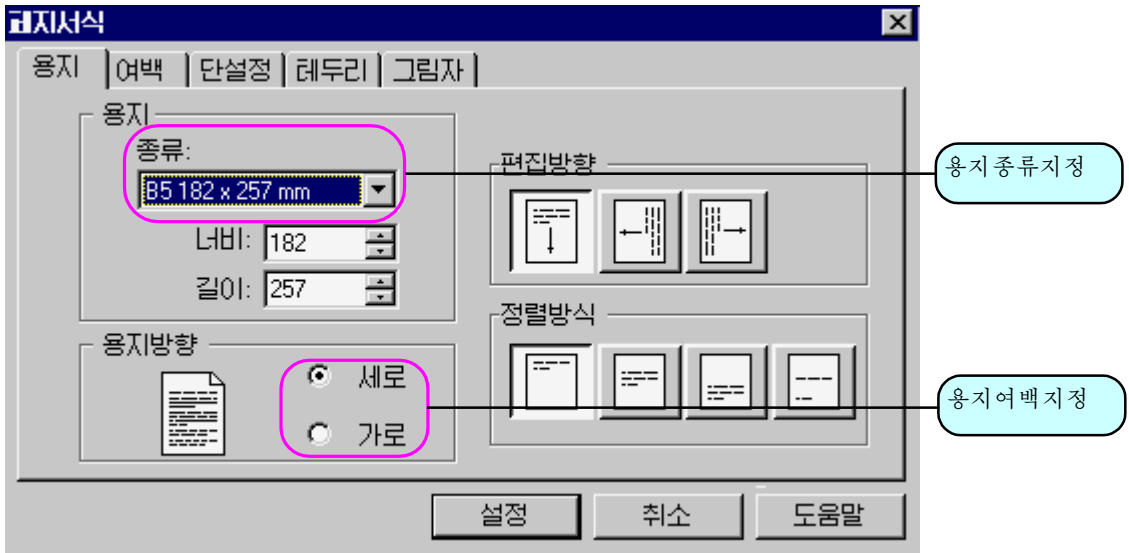 페지서식
용지 여백 단설정 테두리 그림자
용지
종류:
B5 182 x 257 mm
너비: 182
길이: 257
편집방향
용지종류지정
정렬방식
용지방향
세로
가로
용지여백지정
설정 취소 도움말